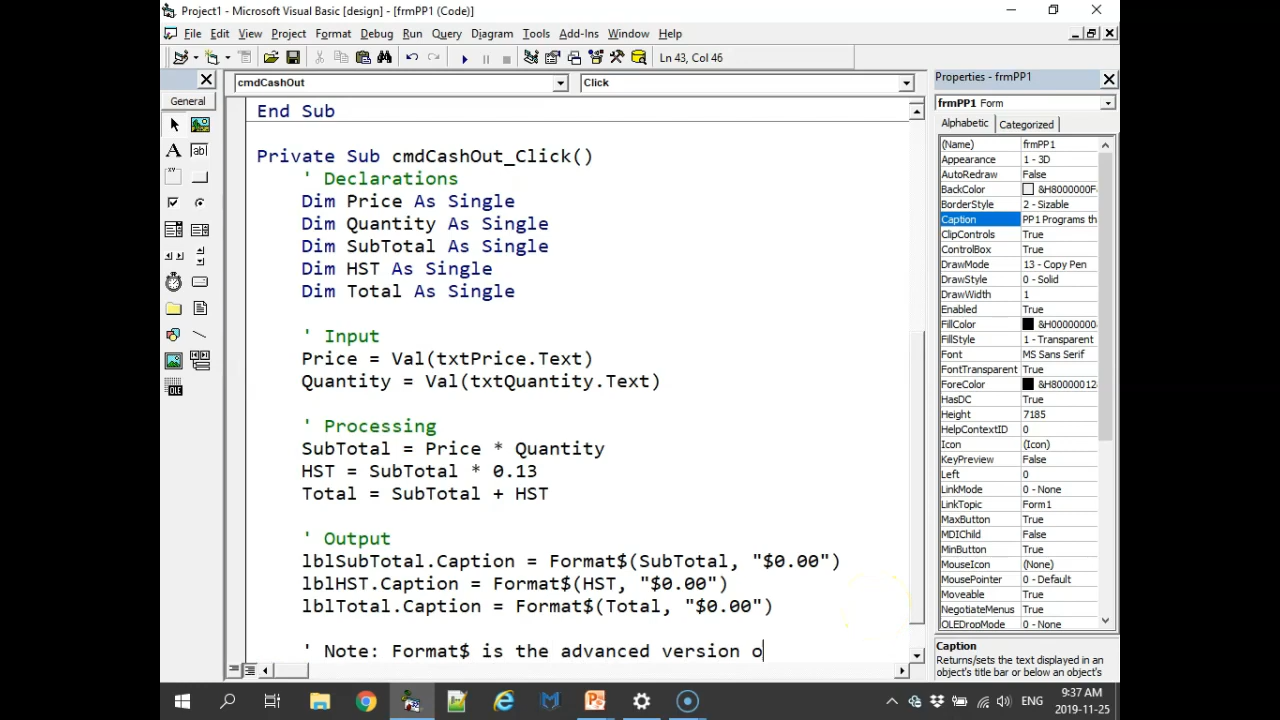 Project1 - Microsoft Visual Basic [design] - [frmPP1 (Code)]
File Edit View Project Format Debug Run Query Diagram Tools Add-Ins Window Help
Ln 43, Col 46
General
cmdCashOut
Click
End Sub
Private Sub cmdCashOut_Click()
' Declarations
Dim Price As Single
Dim Quantity As Single
Dim SubTotal As Single
Dim HST As Single
Dim Total As Single
' Input
Price = Val(txtPrice.Text)
Quantity = Val(txtQuantity.Text)
' Processing
SubTotal = Price * Quantity
HST = SubTotal * 0.13
Total = SubTotal + HST
' Output
lblSubTotal.Caption = Format$(SubTotal, "$0.00")
lblHST.Caption = Format$(HST, "$0.00")
lblTotal.Caption = Format$(Total, "$0.00")
' Note: Format$ is the advanced version o
Properties - frmPP1
frmPP1 Form
Alphabetic Categorized
(Name) frmPP1
Appearance 1 - 3D
AutoRedraw False
BackColor &H8000000F
BorderStyle 2 - Sizable
Caption PP1 Programs th
ClipControls True
ControlBox True
DrawMode 13 - Copy Pen
DrawStyle 0 - Solid
DrawWidth 1
Enabled True
FillColor &H00000000
FillStyle 1 - Transparent
Font MS Sans Serif
FontTransparent True
ForeColor &H80000012
HasDC True
Height 7185
HelpContextID 0
Icon (Icon)
KeyPreview False
Left 0
LinkMode 0 - None
LinkTopic Form1
MaxButton True
MDIChild False
MinButton True
MouseIcon (None)
MousePointer 0 - Default
Moveable True
NegotiateMenus True
OLEDropMode 0 - None
Caption
Returns/sets the text displayed in an object's title bar or below an object's
ENG
9:37 AM
2019-11-25